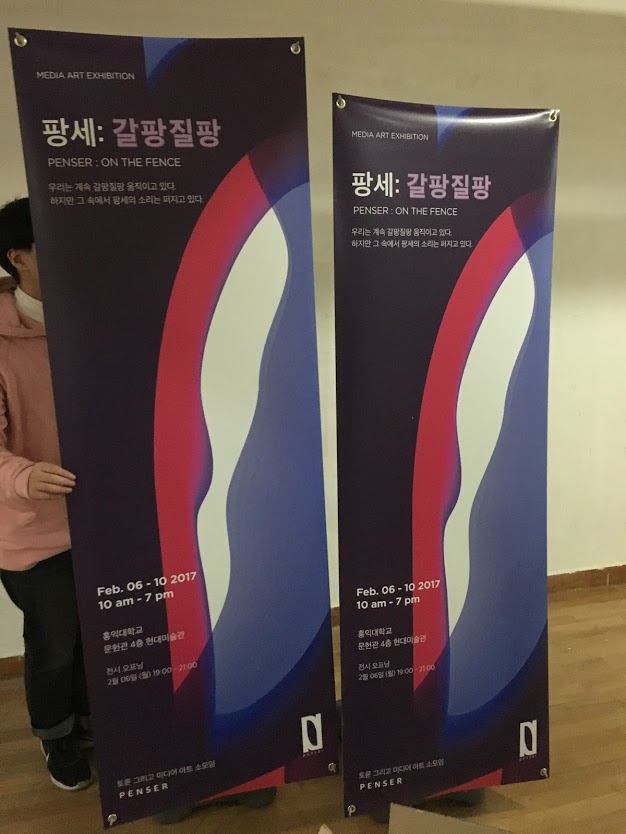 MEDIA ART EXHIBITION
팡세: 갈팡질팡
PENSER : ON THE FENCE
우리는 계속 갈팡질팡 움직이고 있다.
하지만 그 속에서 팡세의 소리는 퍼지고 있다.
Feb. 06 - 10 2017
10 am - 7 pm
홍익대학교
문헌관 4층 현대미술관
전시 오프닝
2월 06일 (월) 19:00 - 21:00
토론 그리고 미디어 아트 소모임
PENSER
MEDIA ART EXHIBITION
팡세: 갈팡질팡
PENSER : ON THE FENCE
우리는 계속 갈팡질팡 움직이고 있다.
하지만 그 속에서 팡세의 소리는 퍼지고 있다.
Feb. 06 - 10 2017
10 am - 7 pm
홍익대학교
문헌관 4층 현대미술관
전시 오프닝
2월 06일 (월) 19:00 - 21:00
토론 그리고 미디어 아트 소모임
PENSER